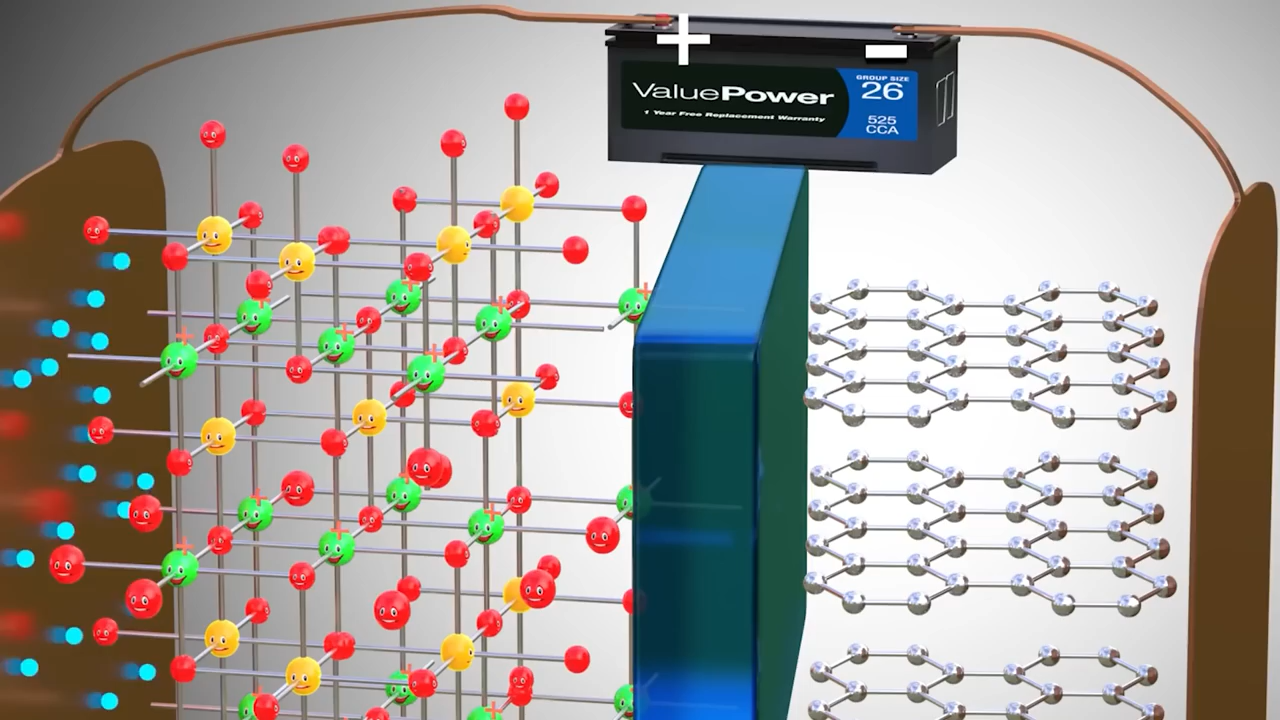 ValuePower
1 Year Free Replacement Warranty
GROUP SIZE
26
525
CCA